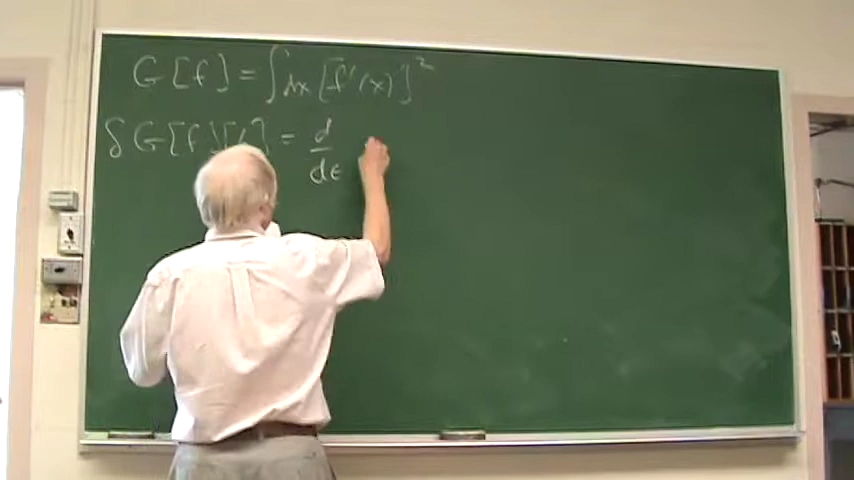 G[f] = ∫dx [f'(x)]²
δG[f][ ] = d/dϵ